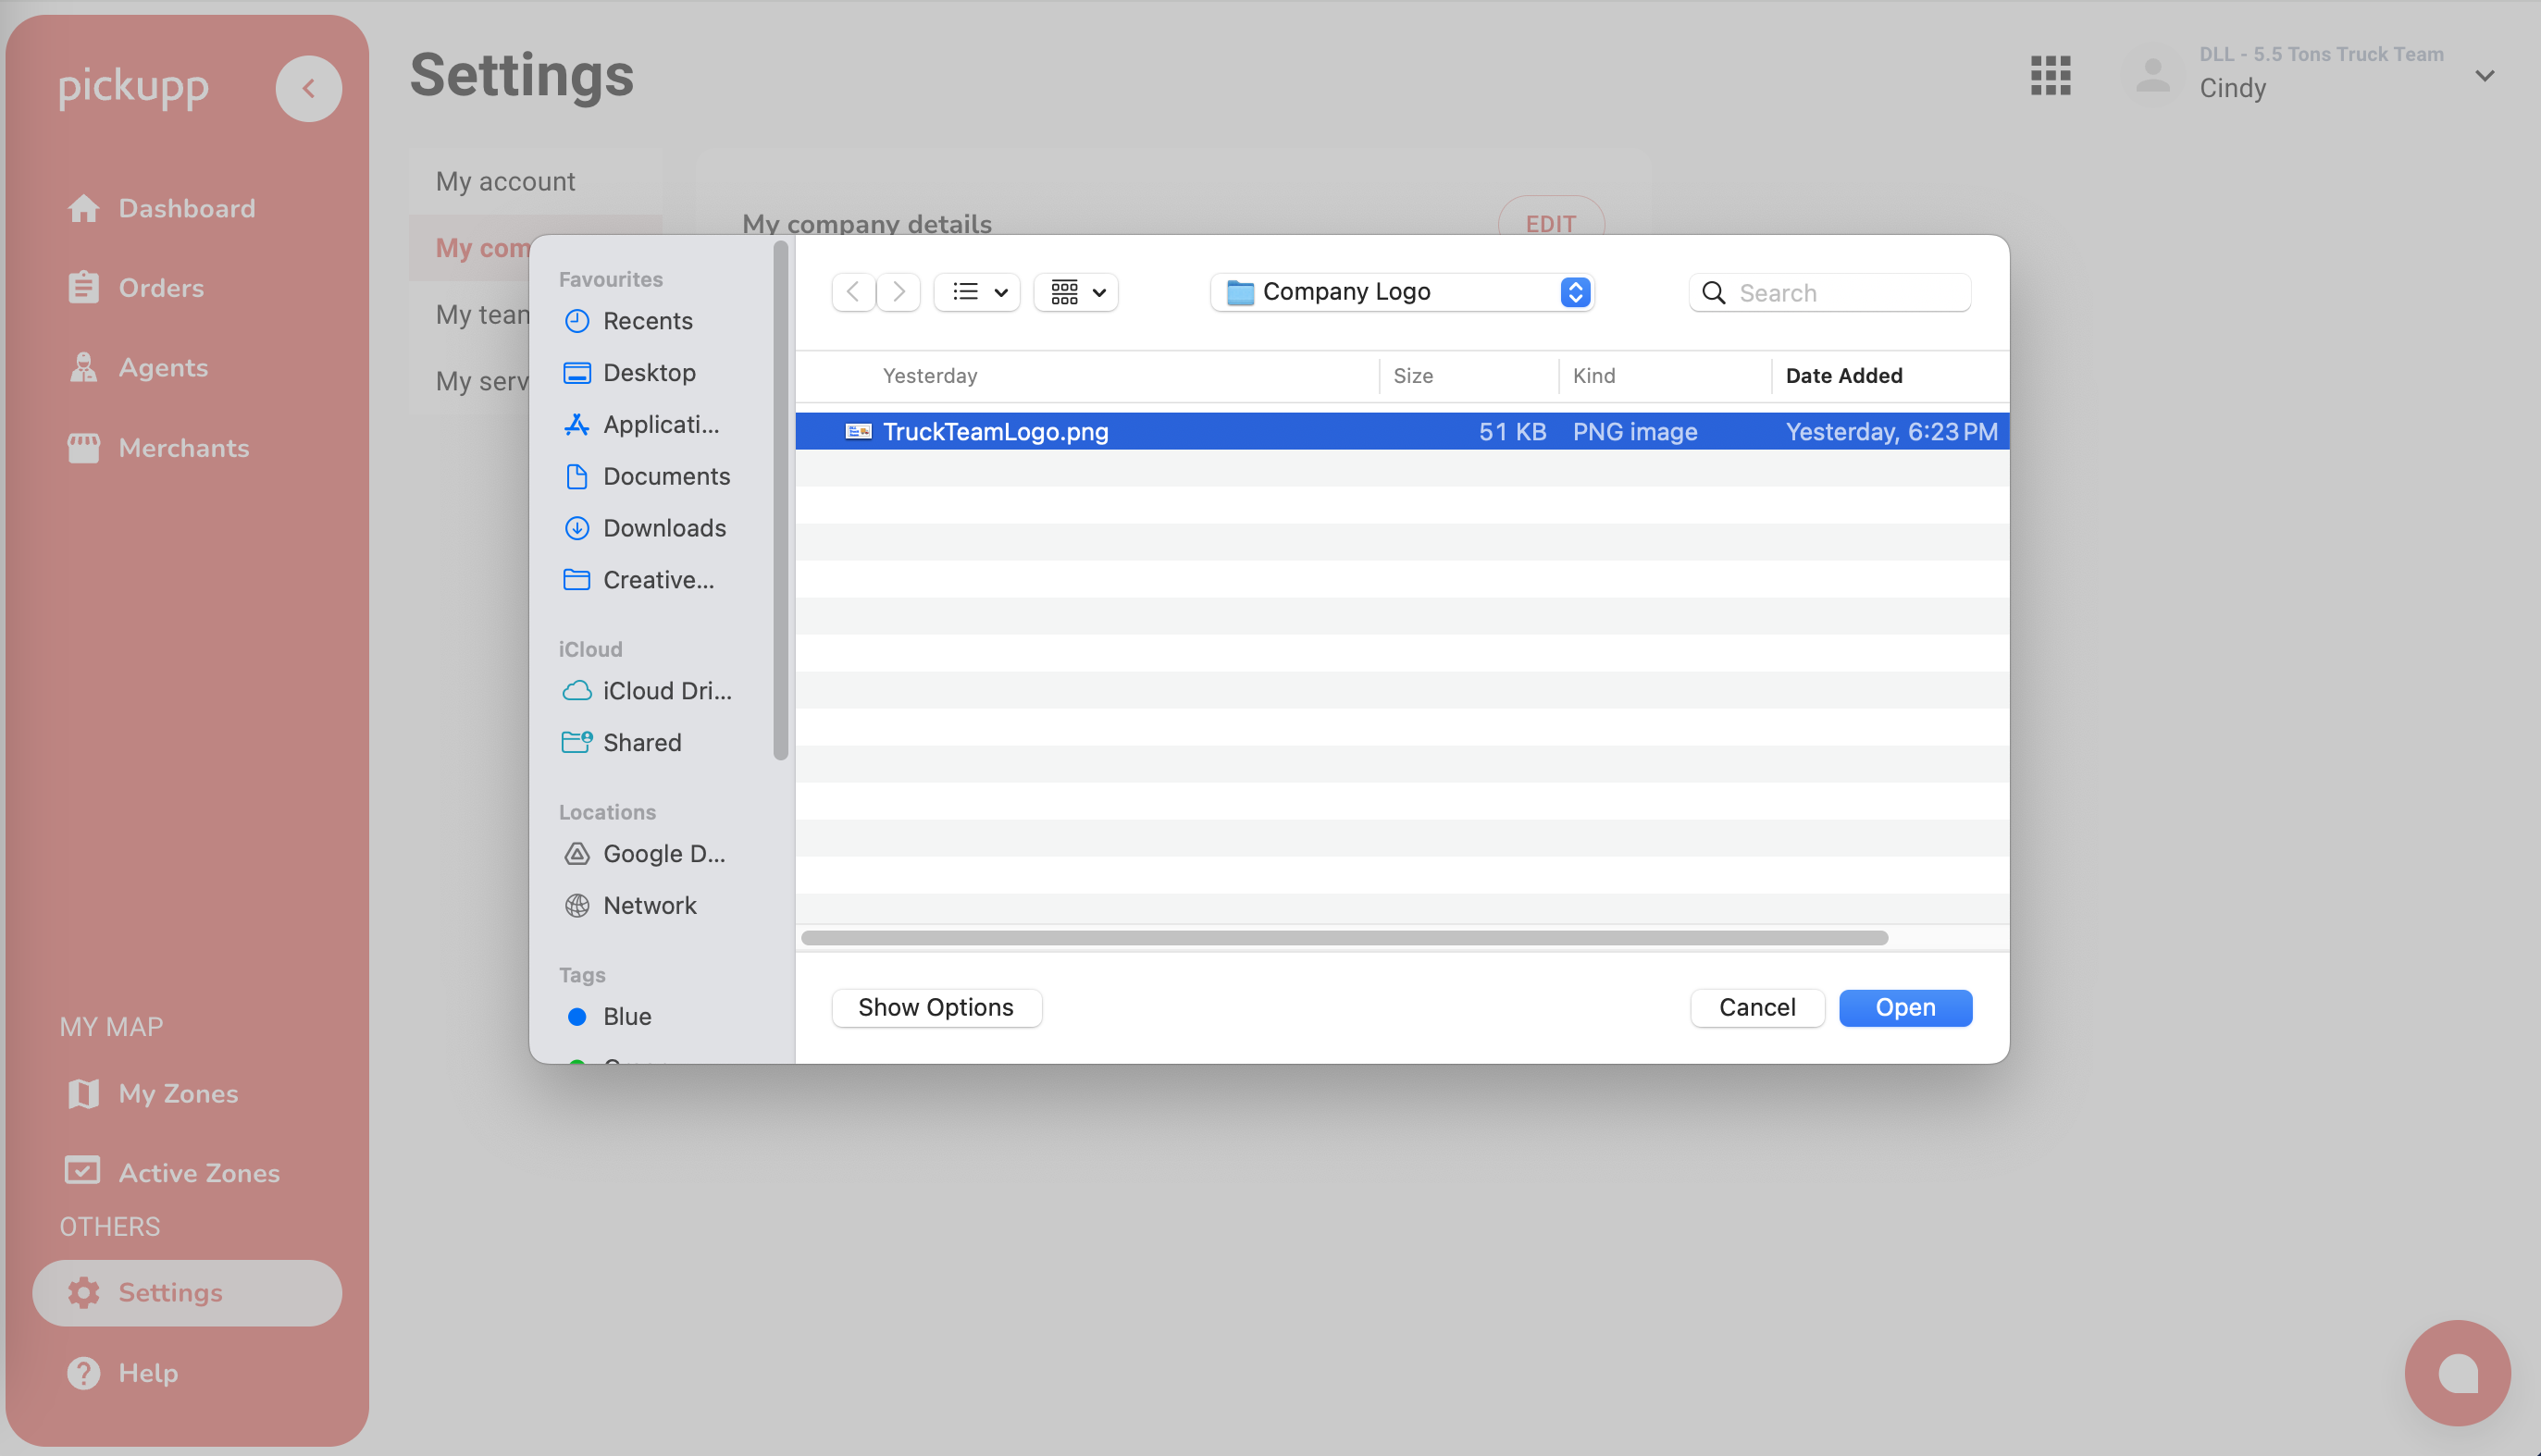 pickupp
Dashboard
Orders
Agents
Merchants
MY MAP
My Zones
Active Zones
OTHERS
Settings
Help
Settings
DLL - 5.5 Tons Truck Team
Cindy
My account
My com
My tean
My serv
My company details
EDIT
Favourites
Recents
Desktop
Applicati...
Documents
Downloads
Creative...
iCloud
iCloud Dri...
Shared
Locations
Google D...
Network
Tags
Blue
Company Logo
Search
Yesterday Size Kind Date Added
TruckTeamLogo.png 51 KB PNG image Yesterday, 6:23 PM
Show Options
Cancel
Open